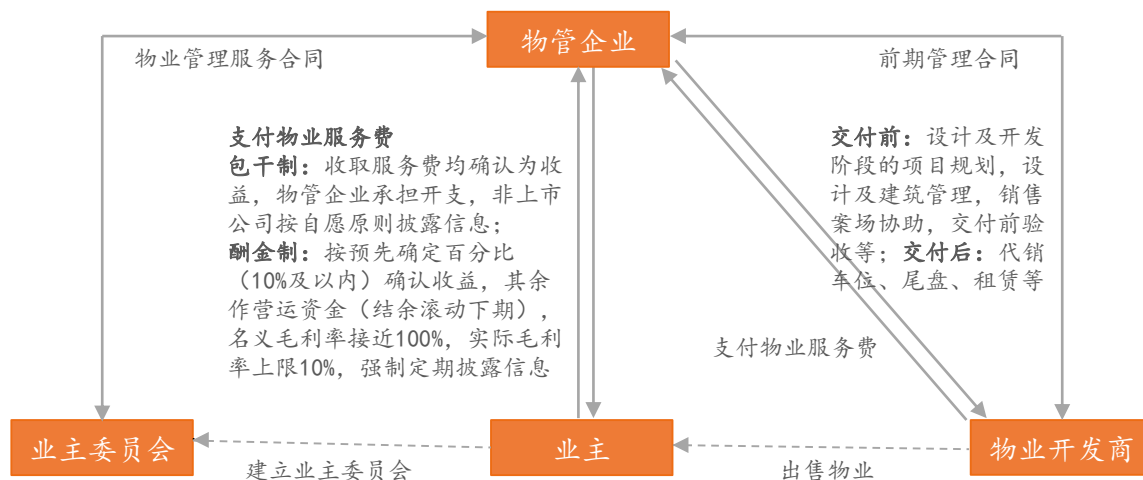 物管企业
物业管理服务合同
前期管理合同
支付物业服务费
包干制：收取服务费均确认为收
益，物管企业承担开支，非上市
公司按自愿原则披露信息；
酬金制：按预先确定百分比
（10%及以内）确认收益，其余
作营运资金（结余滚动下期），
名义毛利率接近100%，实际毛利
率上限10%，强制定期披露信息
交付前：设计及开发
阶段的项目规划，设
计及建筑管理，销售
案场协助，交付前验
收等；交付后：代销
车位、尾盘、租赁等
支付物业服务费
业主委员会
业主
物业开发商
建立业主委员会
出售物业